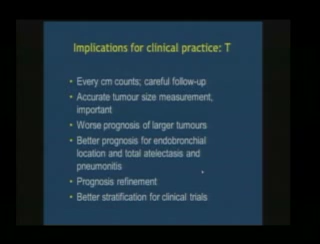 Implications for clinical practice: T
• Every cm counts; careful follow-up
• Accurate tumour size measurement,
important
• Worse prognosis of larger tumours
• Better prognosis for endobronchial
location and total atelectasis and
pneumonitis
• Prognosis refinement
• Better stratification for clinical trials